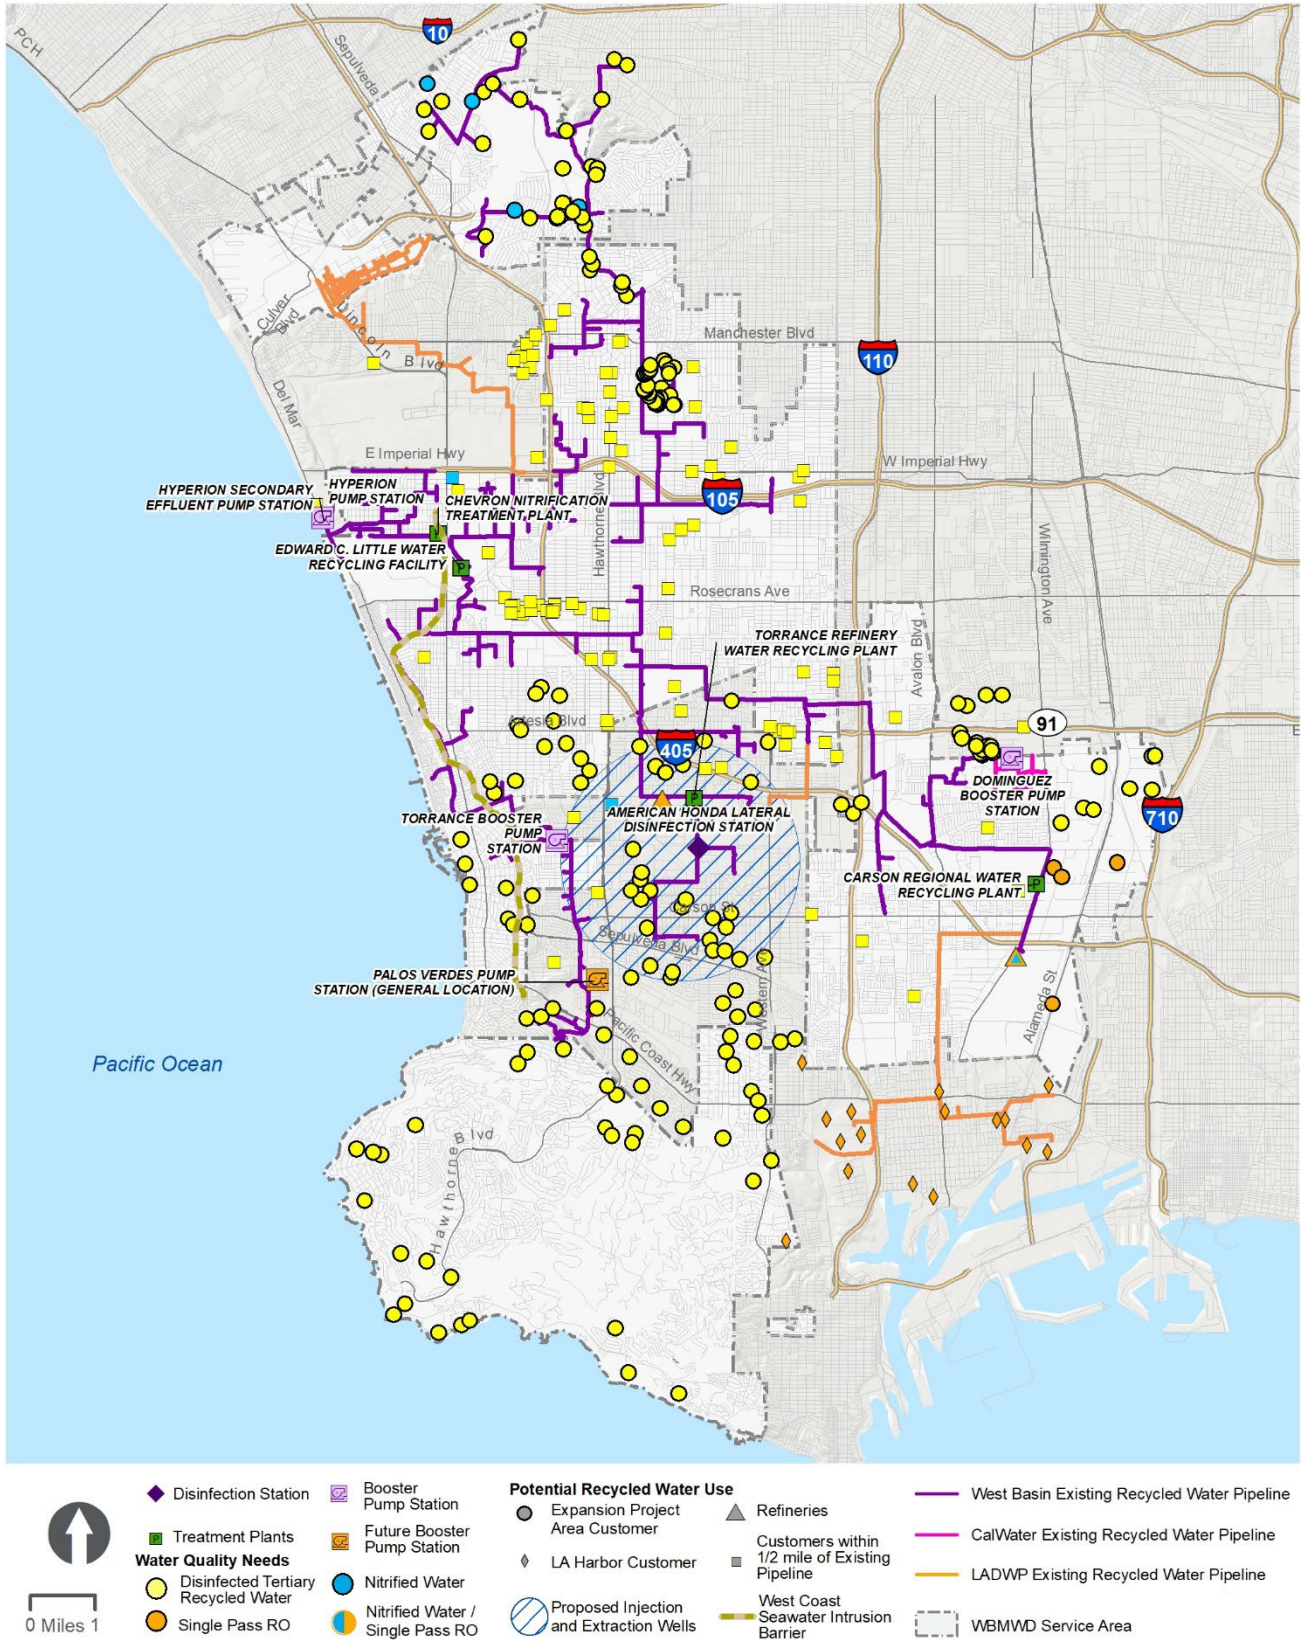 10
PCH
Sepulveda
Culver
Blvd
Lincoln Blvd
Manchester Blvd
110
Del Mar
E Imperial Hwy
W Imperial Hwy
HYPERION SECONDARY
EFFLUENT PUMP STATION
HYPERION
PUMP STATION
CHEVRON NITRIFICATION
TREATMENT PLANT
105
EDWARD C. LITTLE WATER
RECYCLING FACILITY
Hawthorne Blvd
Wilmington Ave
Rosecrans Ave
TORRANCE REFINERY
WATER RECYCLING PLANT
Avalon Blvd
Artesia Blvd
91
E
405
DOMINGUEZ
BOOSTER PUMP
STATION
710
AMERICAN HONDA LATERAL
DISINFECTION STATION
TORRANCE BOOSTER
PUMP
STATION
CARSON REGIONAL WATER
RECYCLING PLANT
Carson St
Sepulveda Blvd
Western Ave
PALOS VERDES PUMP
STATION (GENERAL LOCATION)
Alameda St
Pacific Coast Hwy
Pacific Ocean
Hawthorne Blvd
Disinfection Station
P Treatment Plants
Water Quality Needs
Disinfected Tertiary
Recycled Water
Single Pass RO
0 Miles 1
Booster
Pump Station
Future Booster
Pump Station
Nitrified Water
Nitrified Water /
Single Pass RO
Potential Recycled Water Use
Expansion Project
Area Customer
LA Harbor Customer
Proposed Injection
and Extraction Wells
Refineries
Customers within
1/2 mile of Existing
Pipeline
West Coast
Seawater Intrusion
Barrier
West Basin Existing Recycled Water Pipeline
CalWater Existing Recycled Water Pipeline
LADWP Existing Recycled Water Pipeline
WBMWD Service Area